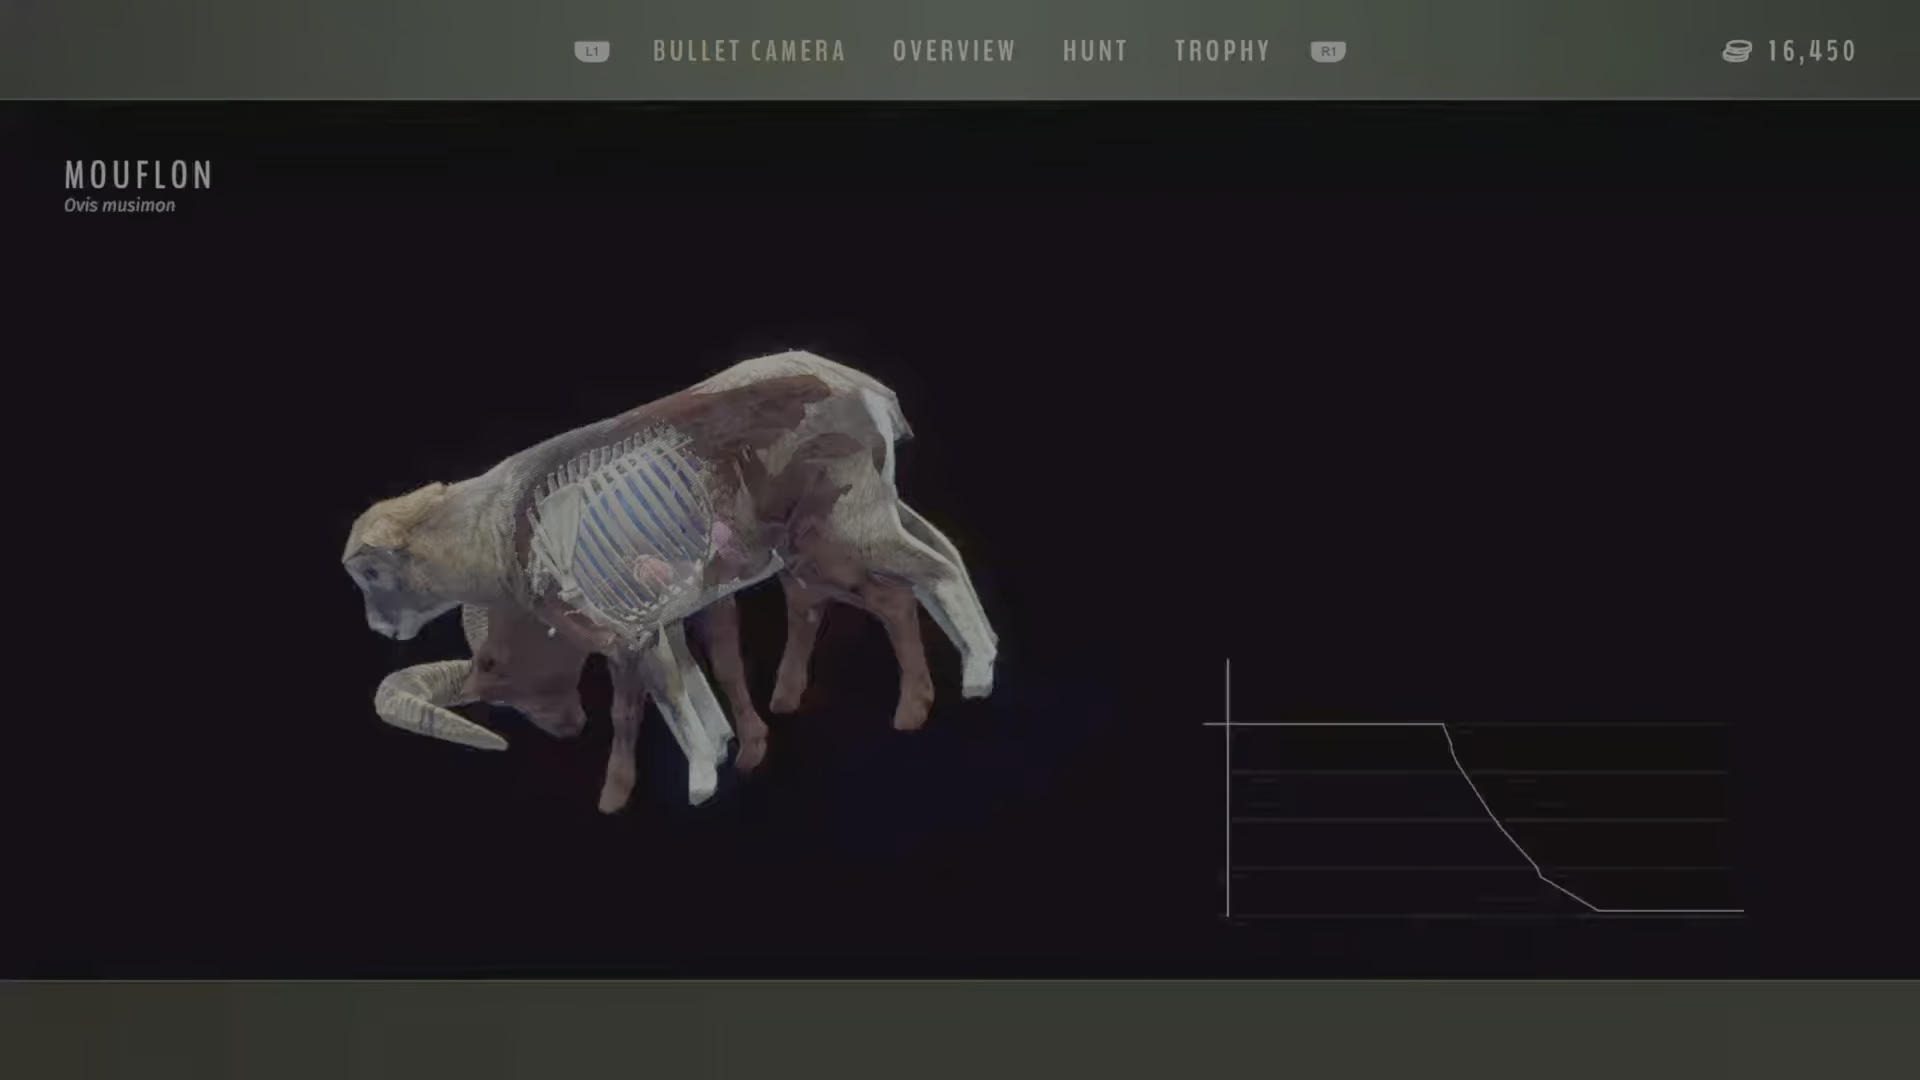 L1 BULLET CAMERA OVERVIEW HUNT TROPHY R1 16,450
MOUFLON
Ovis musimon